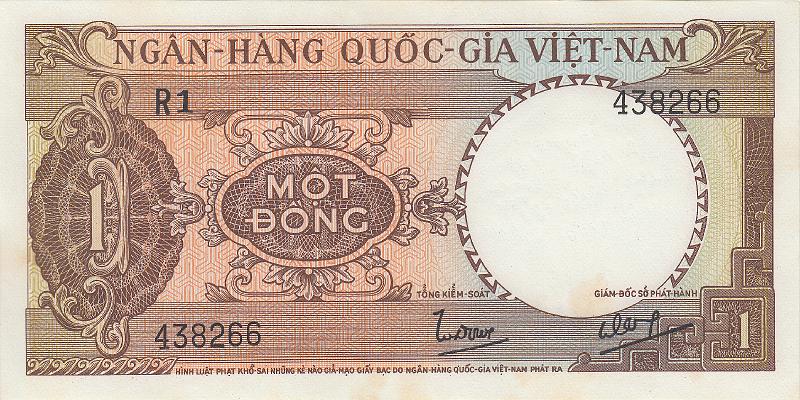 NGÂN-HÀNG QUỐC-GIA VIỆT-NAM
R1 438266
1
MỘT
ĐỒNG
TỔNG KIỂM-SOÁT GIÁM-ĐỐC SỞ PHÁT-HÀNH
438266
1
HÌNH LUẬT PHẠT KHỔ-SAI NHỮNG KẺ NÀO GIẢ-MẠO GIẤY BẠC DO NGÂN-HÀNG QUỐC-GIA VIỆT-NAM PHÁT RA